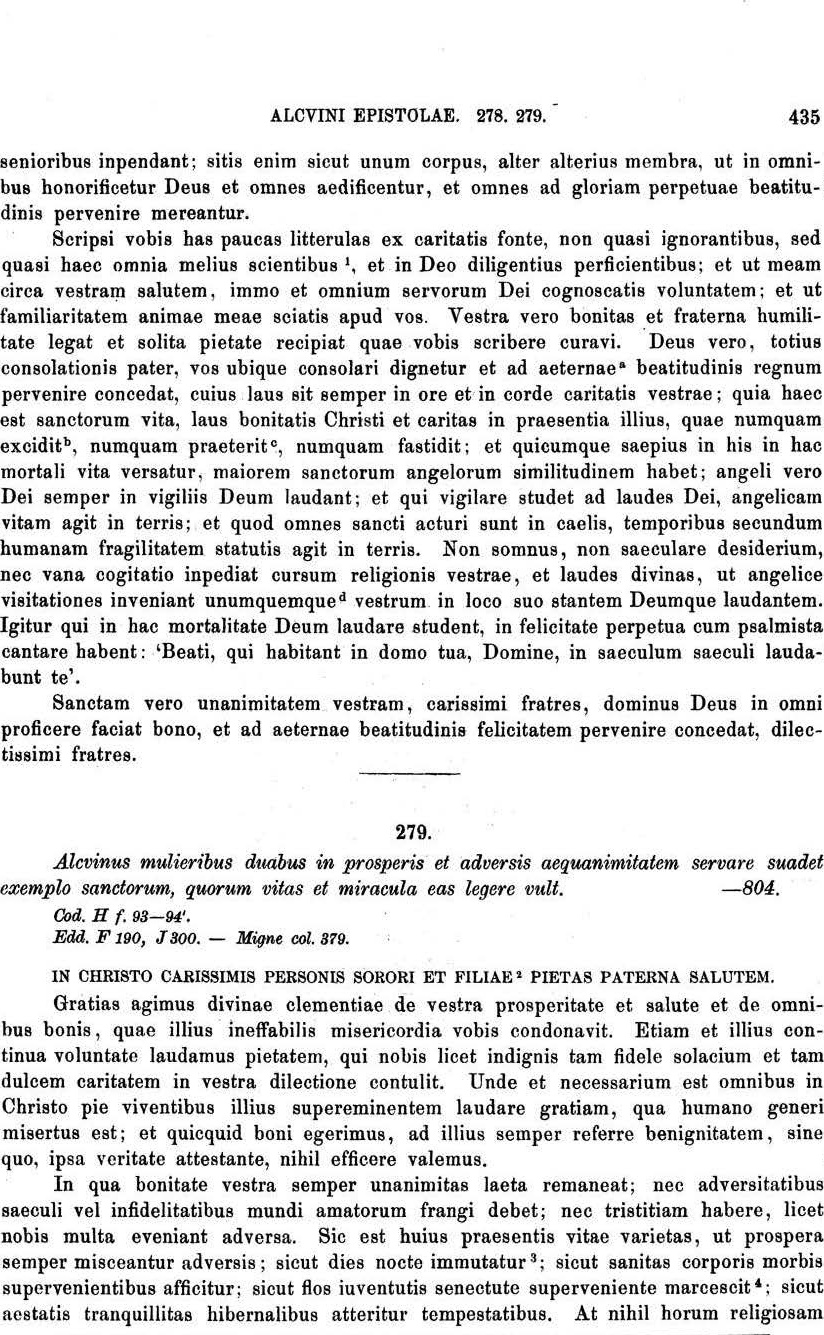 ALCVINI EPISTOLAE. 278. 279. 435
senioribus inpendant; sitis enim sicut unum corpus, alter alterius membra, ut in omni-
bus honorificetur Deus et omnes aedificentur, et omnes ad gloriam perpetuae beatitu-
dinis pervenire mereantur.
Scripsi vobis has paucas litterulas ex caritatis fonte, non quasi ignorantibus, sed
quasi haec omnia melius scientibus ¹, et in Deo diligentius perficientibus; et ut meam
circa vestram salutem, immo et omnium servorum Dei cognoscatis voluntatem; et ut
familiaritatem animae meae sciatis apud vos. Vestra vero bonitas et fraterna humili-
tate legat et solita pietate recipiat quae vobis scribere curavi. Deus vero, totius
consolationis pater, vos ubique consolari dignetur et ad aeternaeᵃ beatitudinis regnum
pervenire concedat, cuius laus sit semper in ore et in corde caritatis vestrae; quia haec
est sanctorum vita, laus bonitatis Christi et caritas in praesentia illius, quae numquam
exciditᵇ, numquam praeteritᶜ, numquam fastidit; et quicumque saepius in his in hac
mortali vita versatur, maiorem sanctorum angelorum similitudinem habet; angeli vero
Dei semper in vigiliis Deum laudant; et qui vigilare studet ad laudes Dei, angelicam
vitam agit in terris; et quod omnes sancti acturi sunt in caelis, temporibus secundum
humanam fragilitatem statutis agit in terris. Non somnus, non saeculare desiderium,
nec vana cogitatio inpediat cursum religionis vestrae, et laudes divinas, ut angelice
visitationes inveniant unumquemqueᵈ vestrum in loco suo stantem Deumque laudantem.
Igitur qui in hac mortalitate Deum laudare student, in felicitate perpetua cum psalmista
cantare habent: ‘Beati, qui habitant in domo tua, Domine, in saeculum saeculi lauda-
bunt te’.
Sanctam vero unanimitatem vestram, carissimi fratres, dominus Deus in omni
proficere faciat bono, et ad aeternae beatitudinis felicitatem pervenire concedat, dilec-
tissimi fratres.
279.
Alcvinus mulieribus duabus in prosperis et adversis aequanimitatem servare suadet
exemplo sanctorum, quorum vitas et miracula eas legere vult. —804.
Cod. H f. 93—94'.
Edd. F 190, J 300. — Migne col. 379.
IN CHRISTO CARISSIMIS PERSONIS SORORI ET FILIAE² PIETAS PATERNA SALUTEM.
Gratias agimus divinae clementiae de vestra prosperitate et salute et de omni-
bus bonis, quae illius ineffabilis misericordia vobis condonavit. Etiam et illius con-
tinua voluntate laudamus pietatem, qui nobis licet indignis tam fidele solacium et tam
dulcem caritatem in vestra dilectione contulit. Unde et necessarium est omnibus in
Christo pie viventibus illius supereminentem laudare gratiam, qua humano generi
misertus est; et quicquid boni egerimus, ad illius semper referre benignitatem, sine
quo, ipsa veritate attestante, nihil efficere valemus.
In qua bonitate vestra semper unanimitas laeta remaneat; nec adversitatibus
saeculi vel infidelitatibus mundi amatorum frangi debet; nec tristitiam habere, licet
nobis multa eveniant adversa. Sic est huius praesentis vitae varietas, ut prospera
semper misceantur adversis; sicut dies nocte immutatur³; sicut sanitas corporis morbis
supervenientibus afficitur; sicut flos iuventutis senectute superveniente marcescit⁴; sicut
aestatis tranquillitas hibernalibus atteritur tempestatibus. At nihil horum religiosam